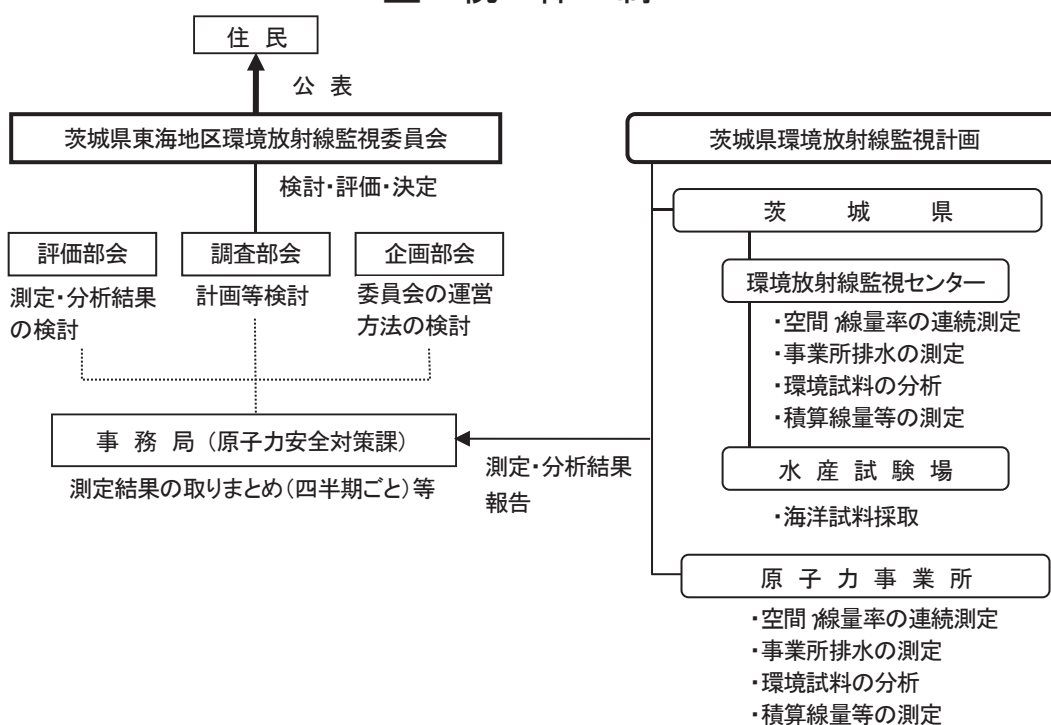 住 民
公 表
茨城県東海地区環境放射線監視委員会
検討・評価・決定
評価部会
測定・分析結果
の検討
調査部会
計画等検討
企画部会
委員会の運営
方法の検討
事 務 局 (原子力安全対策課)
測定結果の取りまとめ(四半期ごと)等
測定・分析結果
報告
茨城県環境放射線監視計画
茨 城 県
環境放射線監視センター
・空間γ線量率の連続測定
・事業所排水の測定
・環境試料の分析
・積算線量等の測定
水 産 試 験 場
・海洋試料採取
原 子 力 事 業 所
・空間γ線量率の連続測定
・事業所排水の測定
・環境試料の分析
・積算線量等の測定